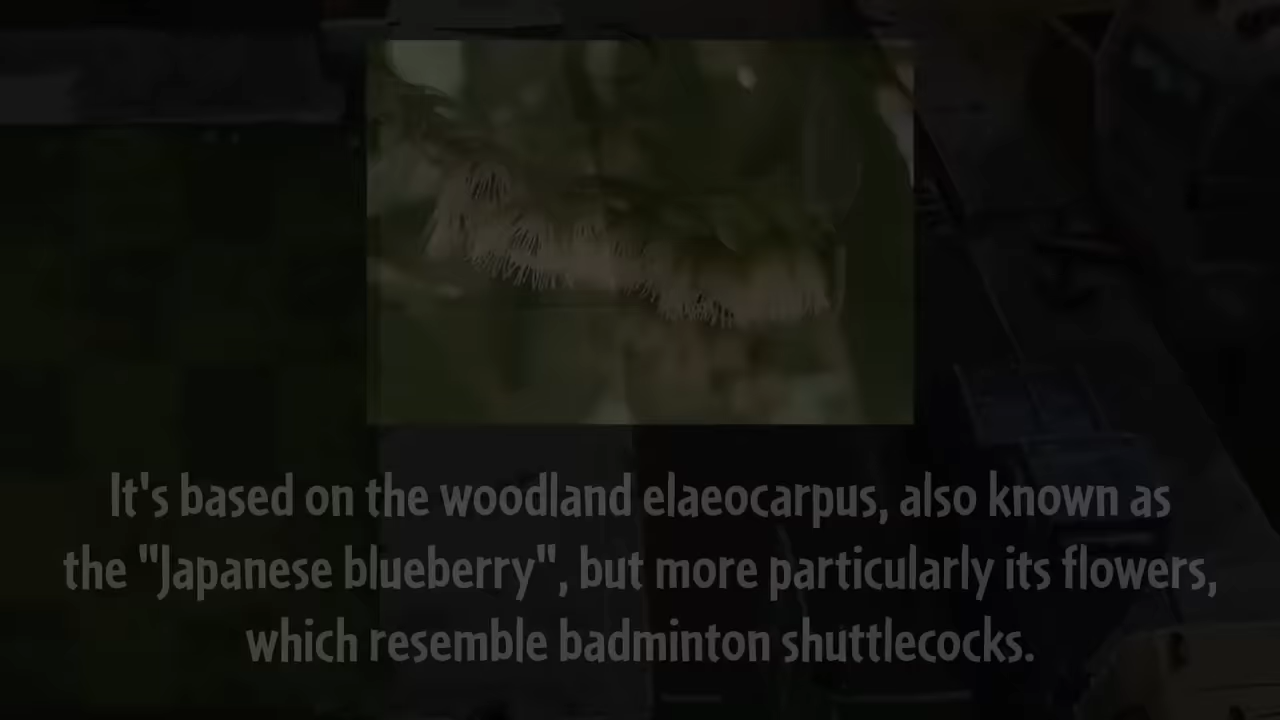 It's based on the woodland elaeocarpus, also known as
the "Japanese blueberry", but more particularly its flowers,
which resemble badminton shuttlecocks.